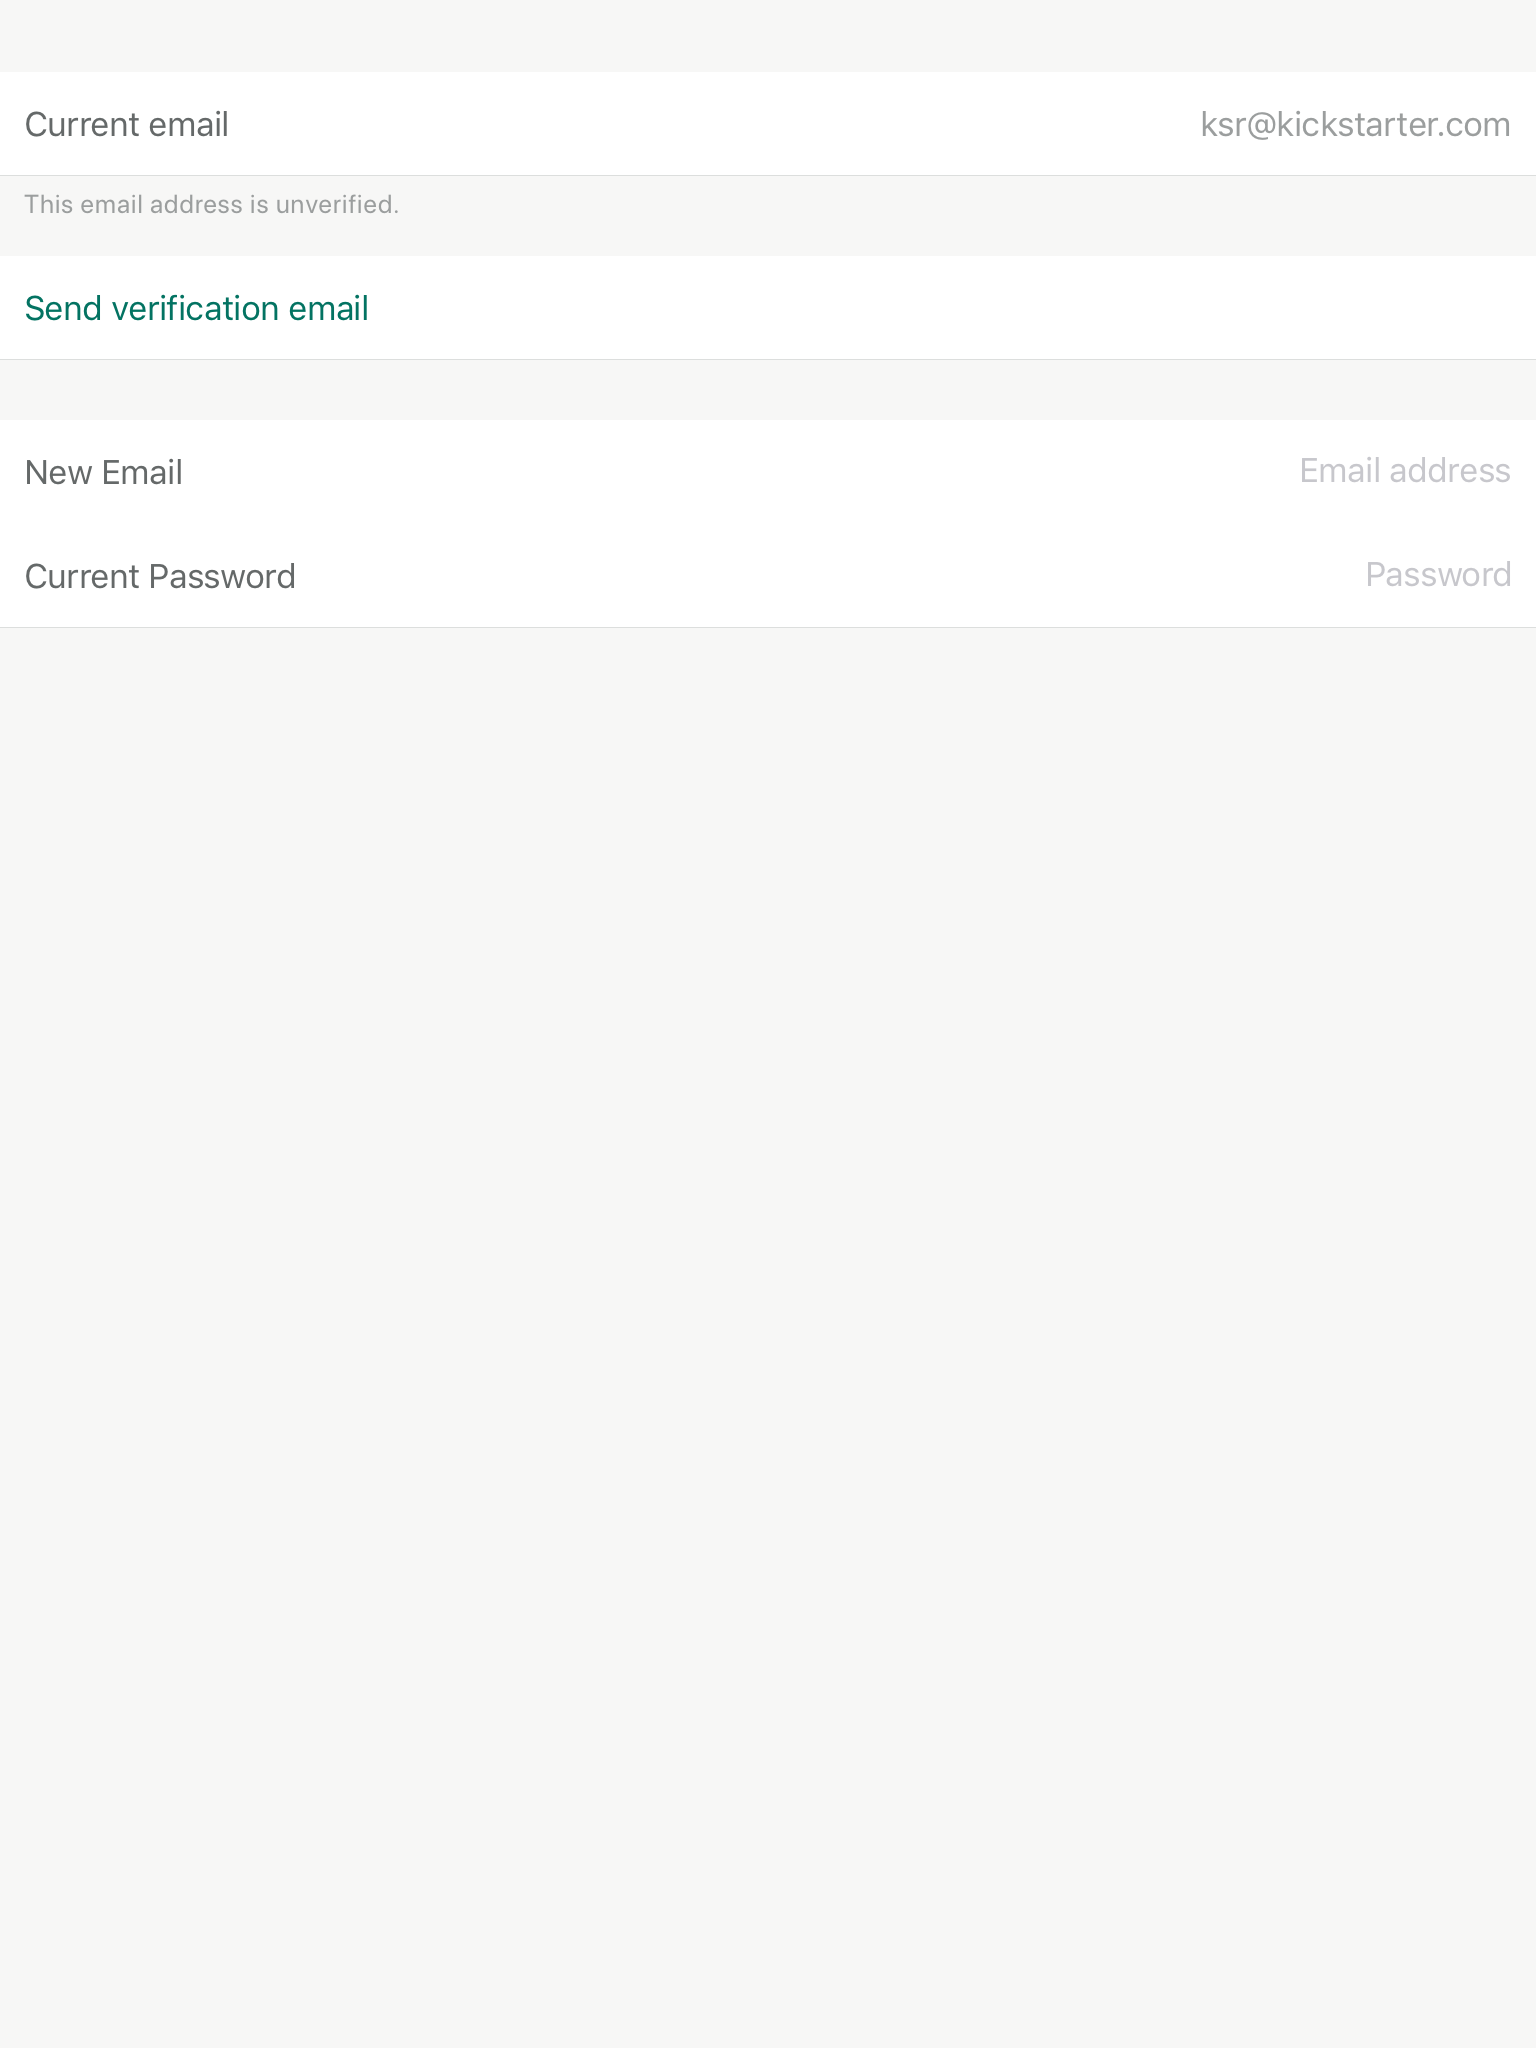 Current email ksr@kickstarter.com
This email address is unverified.
Send verification email
New Email Email address
Current Password Password